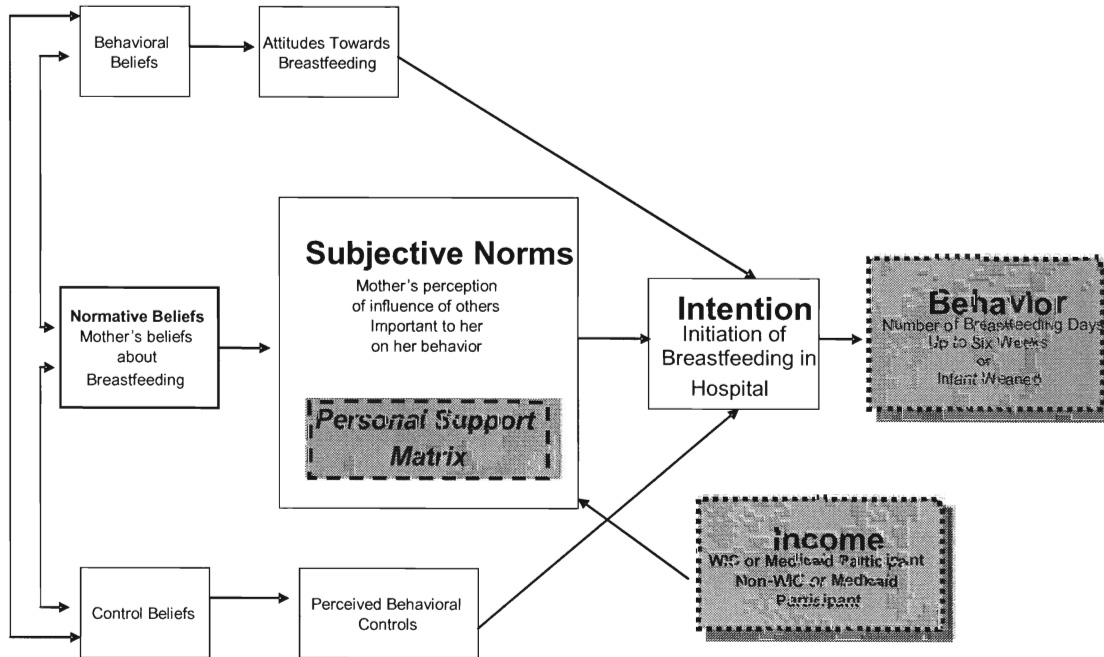 Behavioral
Beliefs
Attitudes Towards
Breastfeeding
Subjective Norms
Mother's perception
of influence of others
Important to her
on her behavior
Personal Support
Matrix
Normative Beliefs
Mother's beliefs
about
Breastfeeding
Intention
Initiation of
Breastfeeding in
Hospital
Behavior
Number of Breastfeeding Days
Up to Six Weeks
or
Infant Weaned
Income
WIC or Medicaid Participant
Non-WIC or Medicaid
Participant
Control Beliefs
Perceived Behavioral
Controls